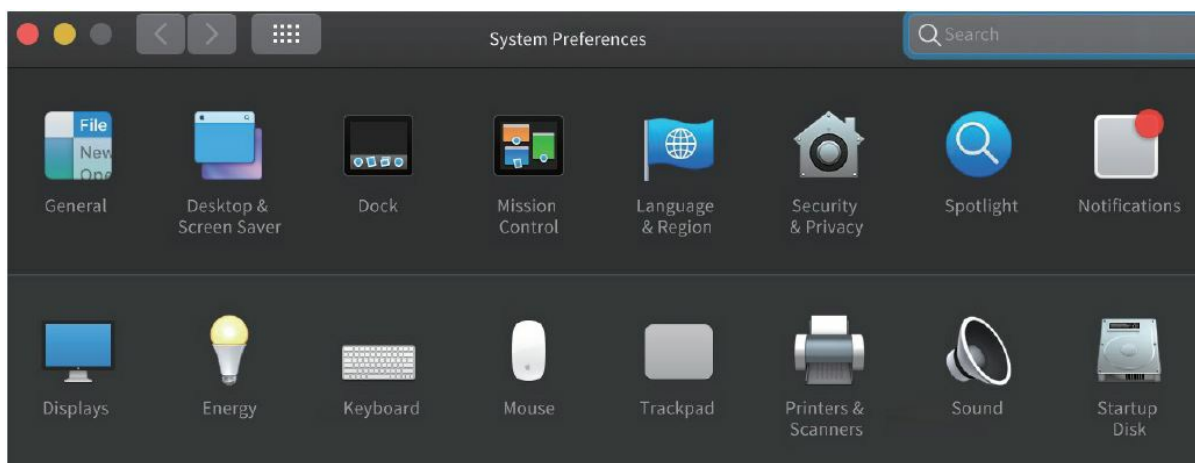 System Preferences
Search
File
New
Ope
General
Desktop &
Screen Saver
Dock
Mission
Control
Language
& Region
Security
& Privacy
Spotlight
Notifications
Displays
Energy
Keyboard
Mouse
Trackpad
Printers &
Scanners
Sound
Startup
Disk